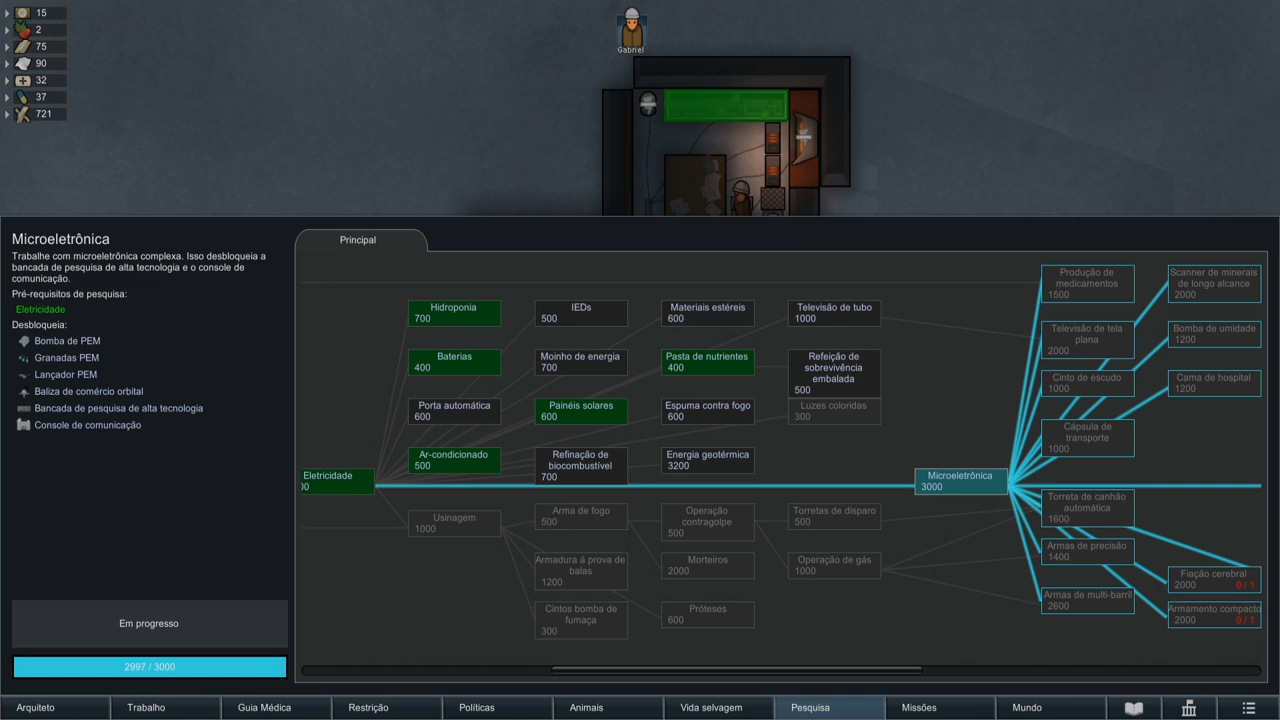 15
2
75
90
32
37
721
Gabriel
Microeletrônica
Trabalhe com microeletrônica complexa. Isso desbloqueia a
bancada de pesquisa de alta tecnologia e o console de
comunicação.
Pré-requisitos de pesquisa:
Eletricidade
Desbloqueia:
Bomba de PEM
Granadas PEM
Lançador PEM
Baliza de comércio orbital
Bancada de pesquisa de alta tecnologia
Console de comunicação
Em progresso
2997 / 3000
Principal
Hidroponia
700
IEDs
500
Materiais estéreis
600
Televisão de tubo
1000
Produção de
medicamentos
1500
Scanner de minerais
de longo alcance
2000
Baterias
400
Moinho de energia
700
Pasta de nutrientes
400
Refeição de
sobrevivência
embalada
500
Televisão de tela
plana
2000
Bomba de umidade
1200
Porta automática
600
Painéis solares
600
Espuma contra fogo
600
Luzes coloridas
300
Cinto de escudo
1000
Cama de hospital
1200
Ar-condicionado
500
Refinação de
biocombustível
700
Energia geotérmica
3200
Cápsula de
transporte
1000
Eletricidade
00
Microeletrônica
3000
Usinagem
1000
Arma de fogo
500
Operação
contragolpe
500
Torretas de disparo
500
Torreta de canhão
automática
1600
Armadura à prova de
balas
1200
Morteiros
2000
Operação de gás
1000
Armas de precisão
1400
Fiação cerebral
2000 0 / 1
Cintos bomba de
fumaça
300
Próteses
600
Armas de multi-barril
2600
Armamento compacto
2000 0 / 1
Arquiteto
Trabalho
Guia Médica
Restrição
Políticas
Animais
Vida selvagem
Pesquisa
Missões
Mundo